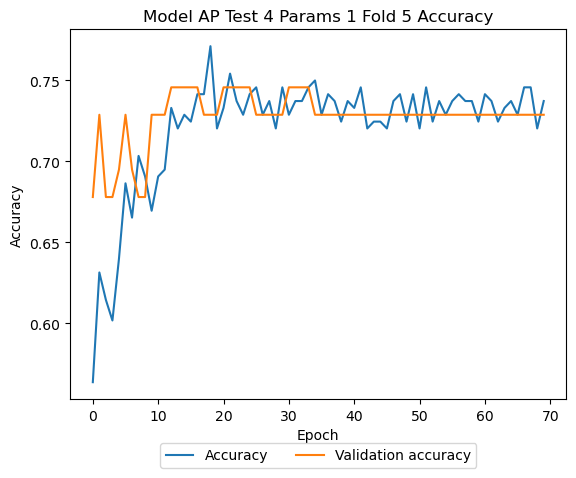 Model AP Test 4 Params 1 Fold 5 Accuracy
0.75
0.70
0.65
0.60
Accuracy
0 10 20 30 40 50 60 70
Epoch
Accuracy Validation accuracy